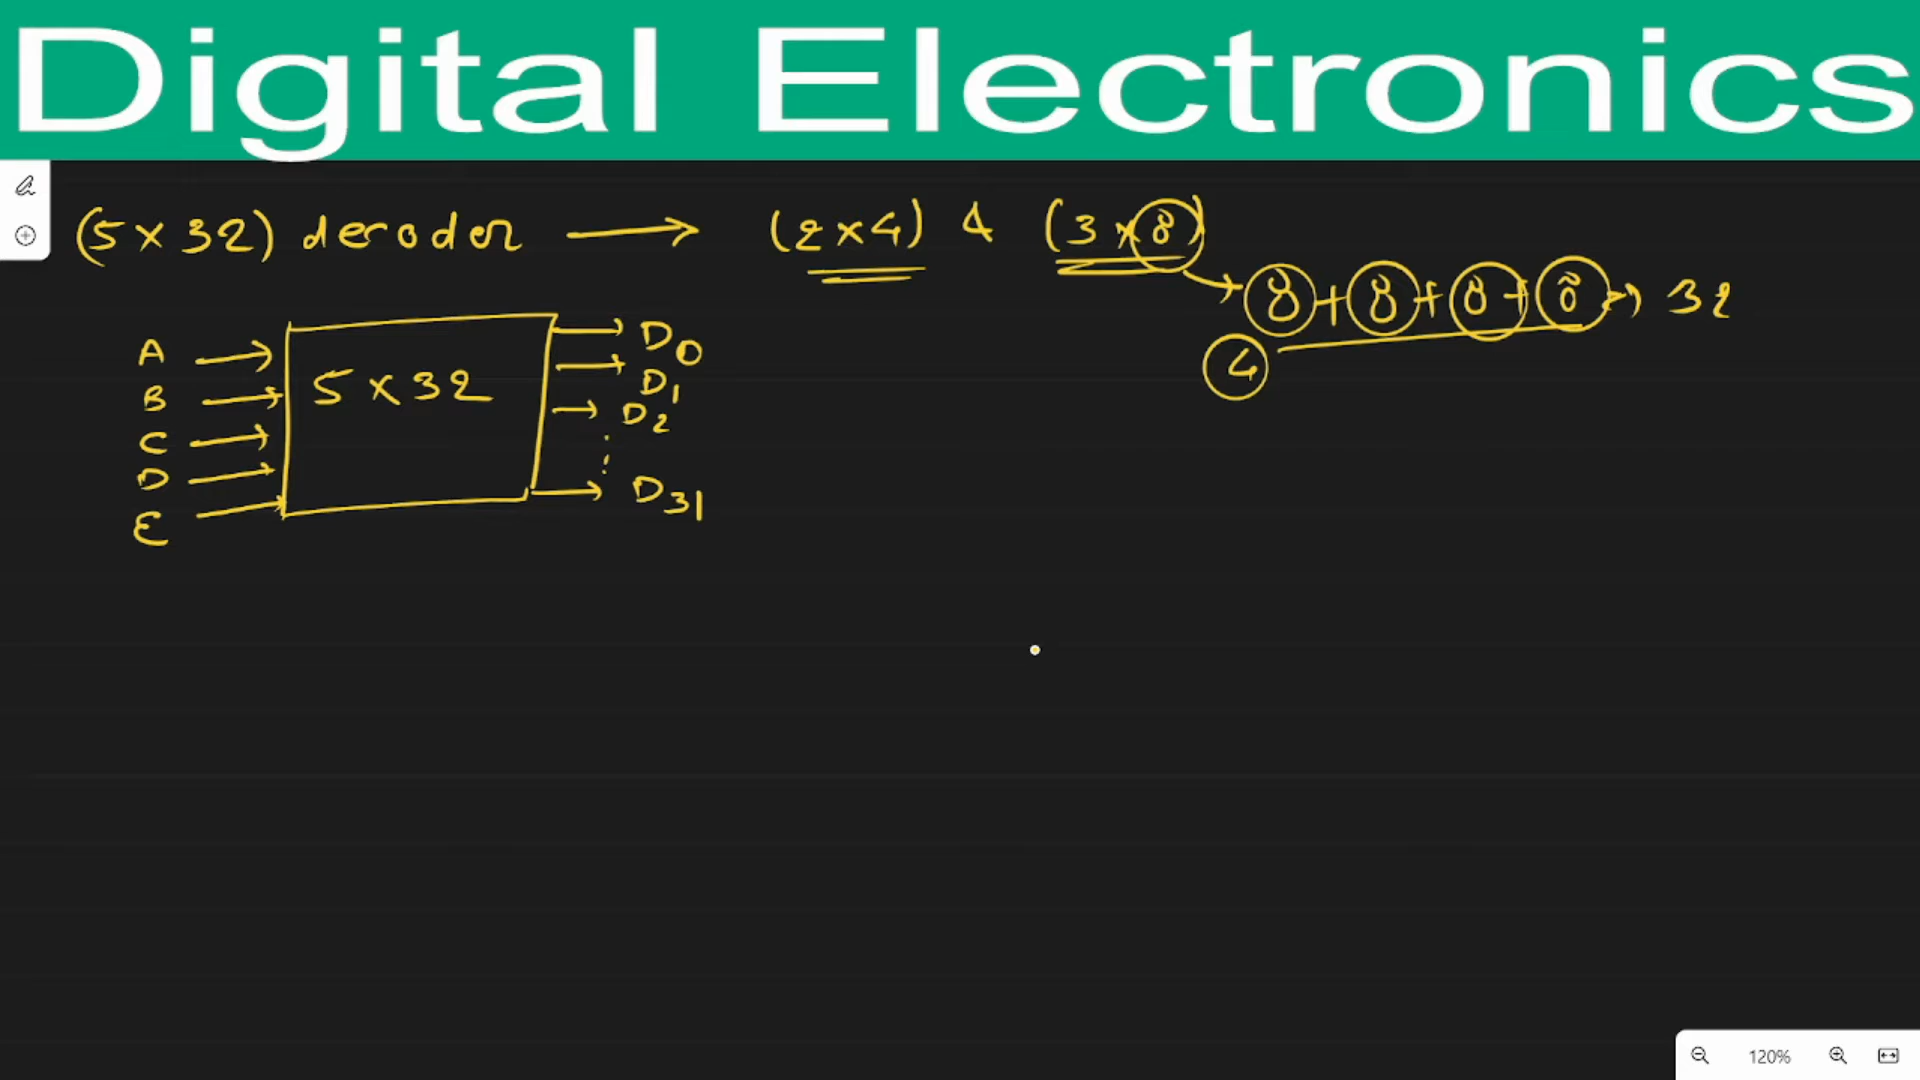 Digital Electronics
(5 x 32) decoder → (2x4) & (3 x 8)
→ 8 + 8 + 8 + 8 → 32
4
A → 5 x 32 → D0
B → → D1
C → → D2
D →
E → → D31
120%